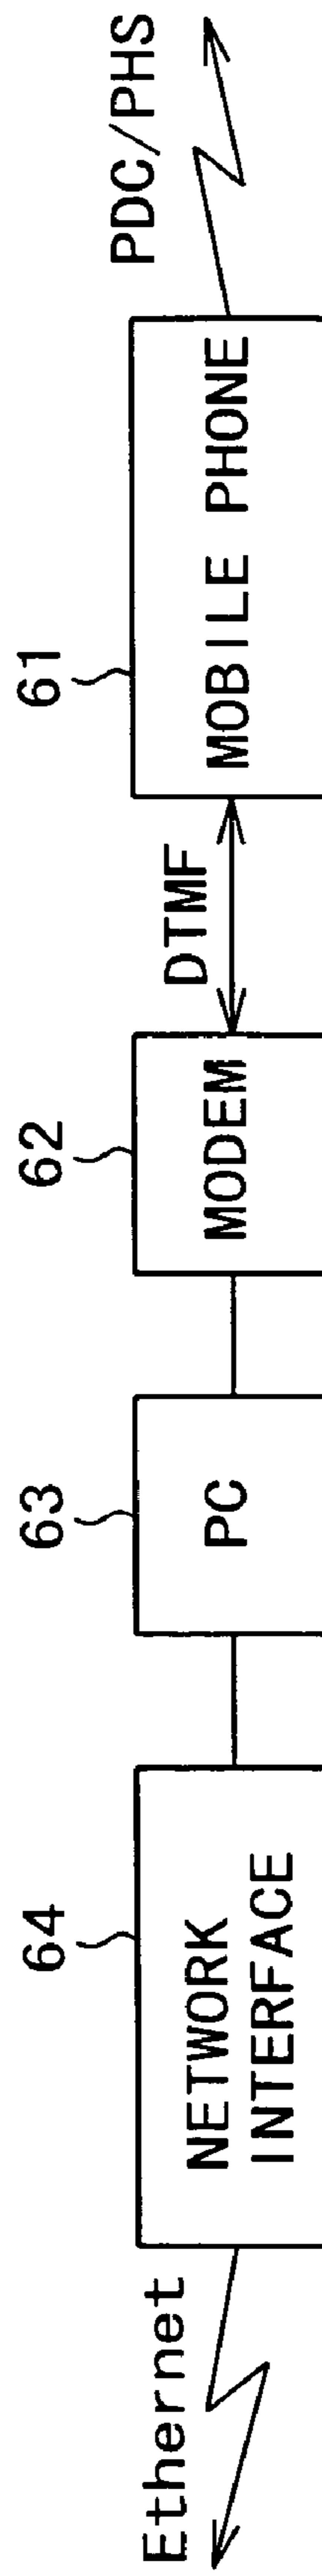 64
63
62
61
Ethernet
NETWORK
INTERFACE
PC
MODEM
DTMF
MOBILE PHONE
PDC/PHS